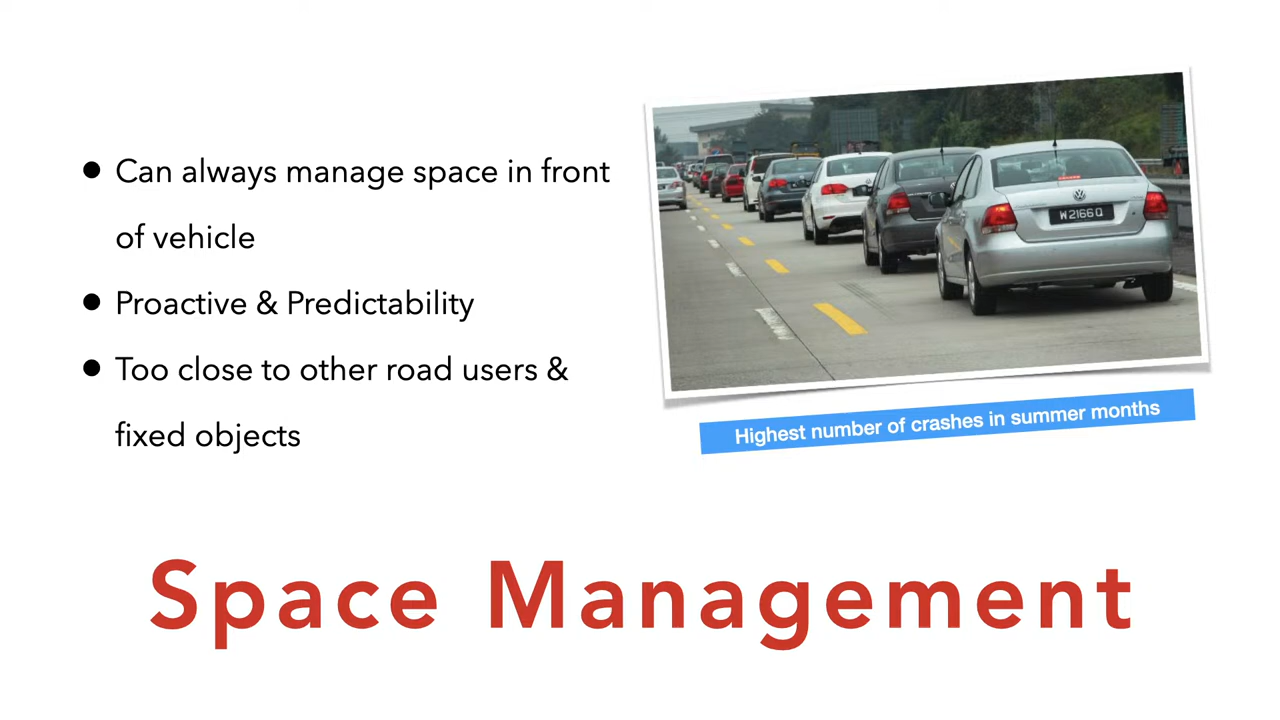 ● Can always manage space in front
of vehicle
● Proactive & Predictability
● Too close to other road users &
fixed objects
W2166Q
Highest number of crashes in summer months
Space Management